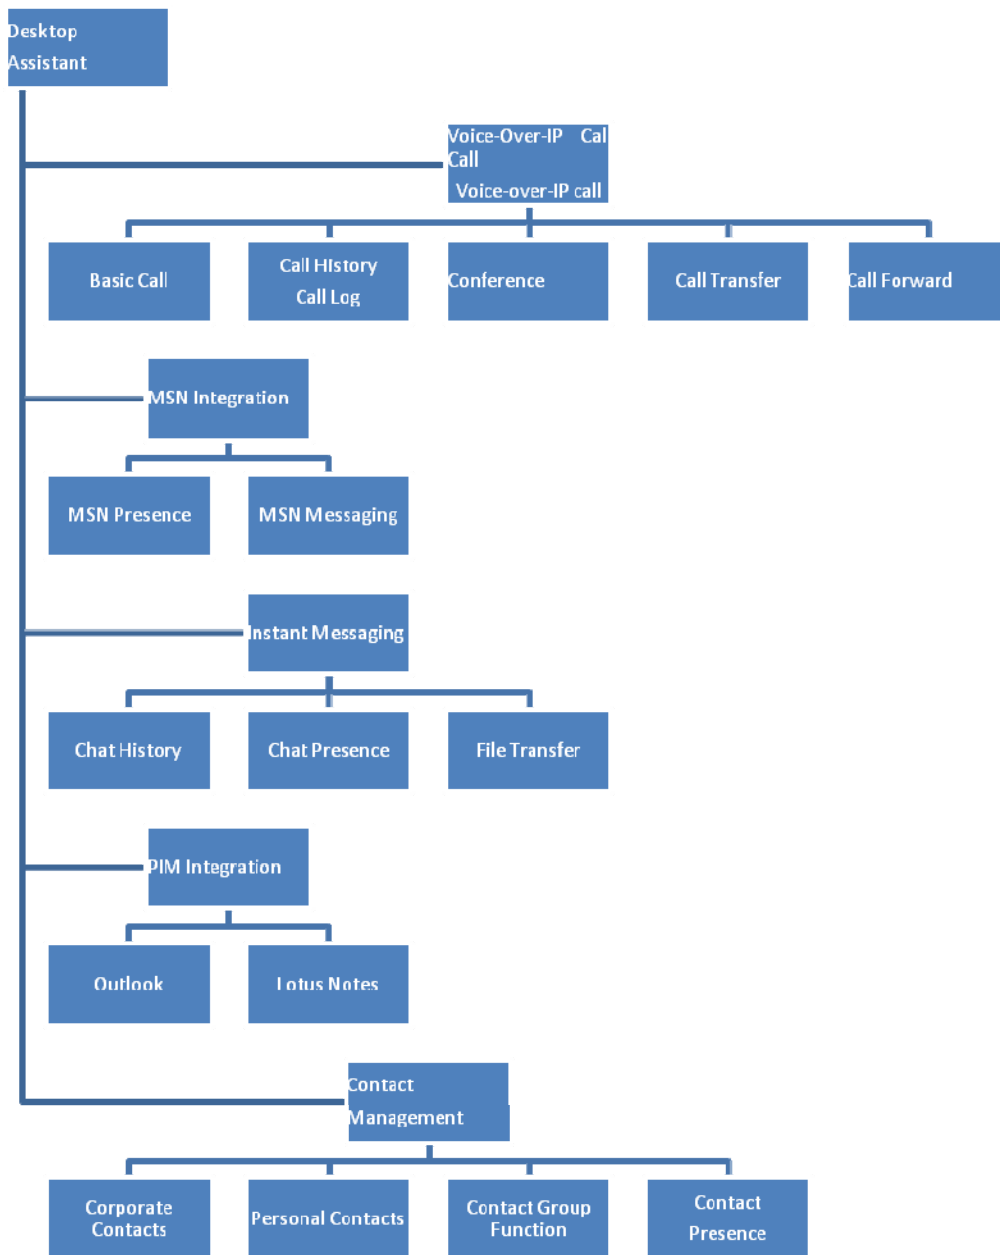 Desktop
Assistant
Voice-Over-IP Cal
Call
Voice-over-IP call
Basic Call
Call History
Call Log
Conference
Call Transfer
Call Forward
MSN Integration
MSN Presence
MSN Messaging
Instant Messaging
Chat History
Chat Presence
File Transfer
PIM Integration
Outlook
Lotus Notes
Contact
Management
Corporate
Contacts
Personal Contacts
Contact Group
Function
Contact
Presence